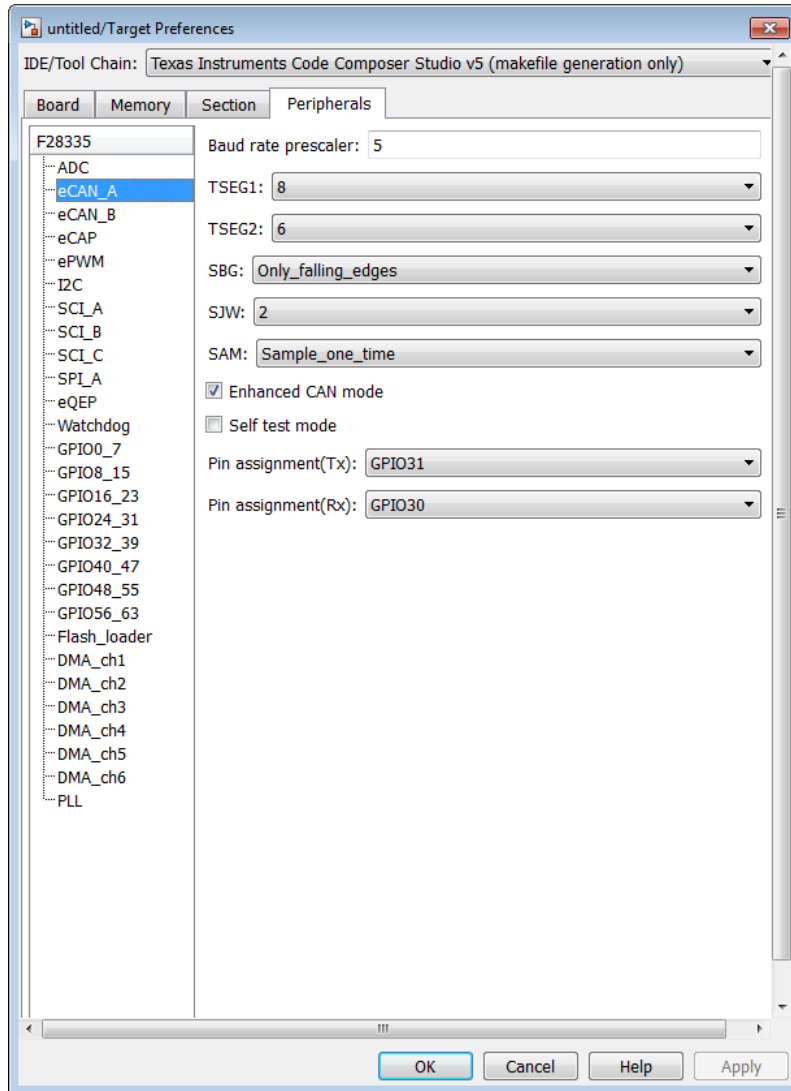 untitled/Target Preferences
IDE/Tool Chain: Texas Instruments Code Composer Studio v5 (makefile generation only)
Board Memory Section Peripherals
F28335
ADC
eCAN_A
eCAN_B
eCAP
ePWM
I2C
SCI_A
SCI_B
SCI_C
SPI_A
eQEP
Watchdog
GPIO0_7
GPIO8_15
GPIO16_23
GPIO24_31
GPIO32_39
GPIO40_47
GPIO48_55
GPIO56_63
Flash_loader
DMA_ch1
DMA_ch2
DMA_ch3
DMA_ch4
DMA_ch5
DMA_ch6
PLL
Baud rate prescaler: 5
TSEG1: 8
TSEG2: 6
SBG: Only_falling_edges
SJW: 2
SAM: Sample_one_time
Enhanced CAN mode
Self test mode
Pin assignment(Tx): GPIO31
Pin assignment(Rx): GPIO30
OK Cancel Help Apply